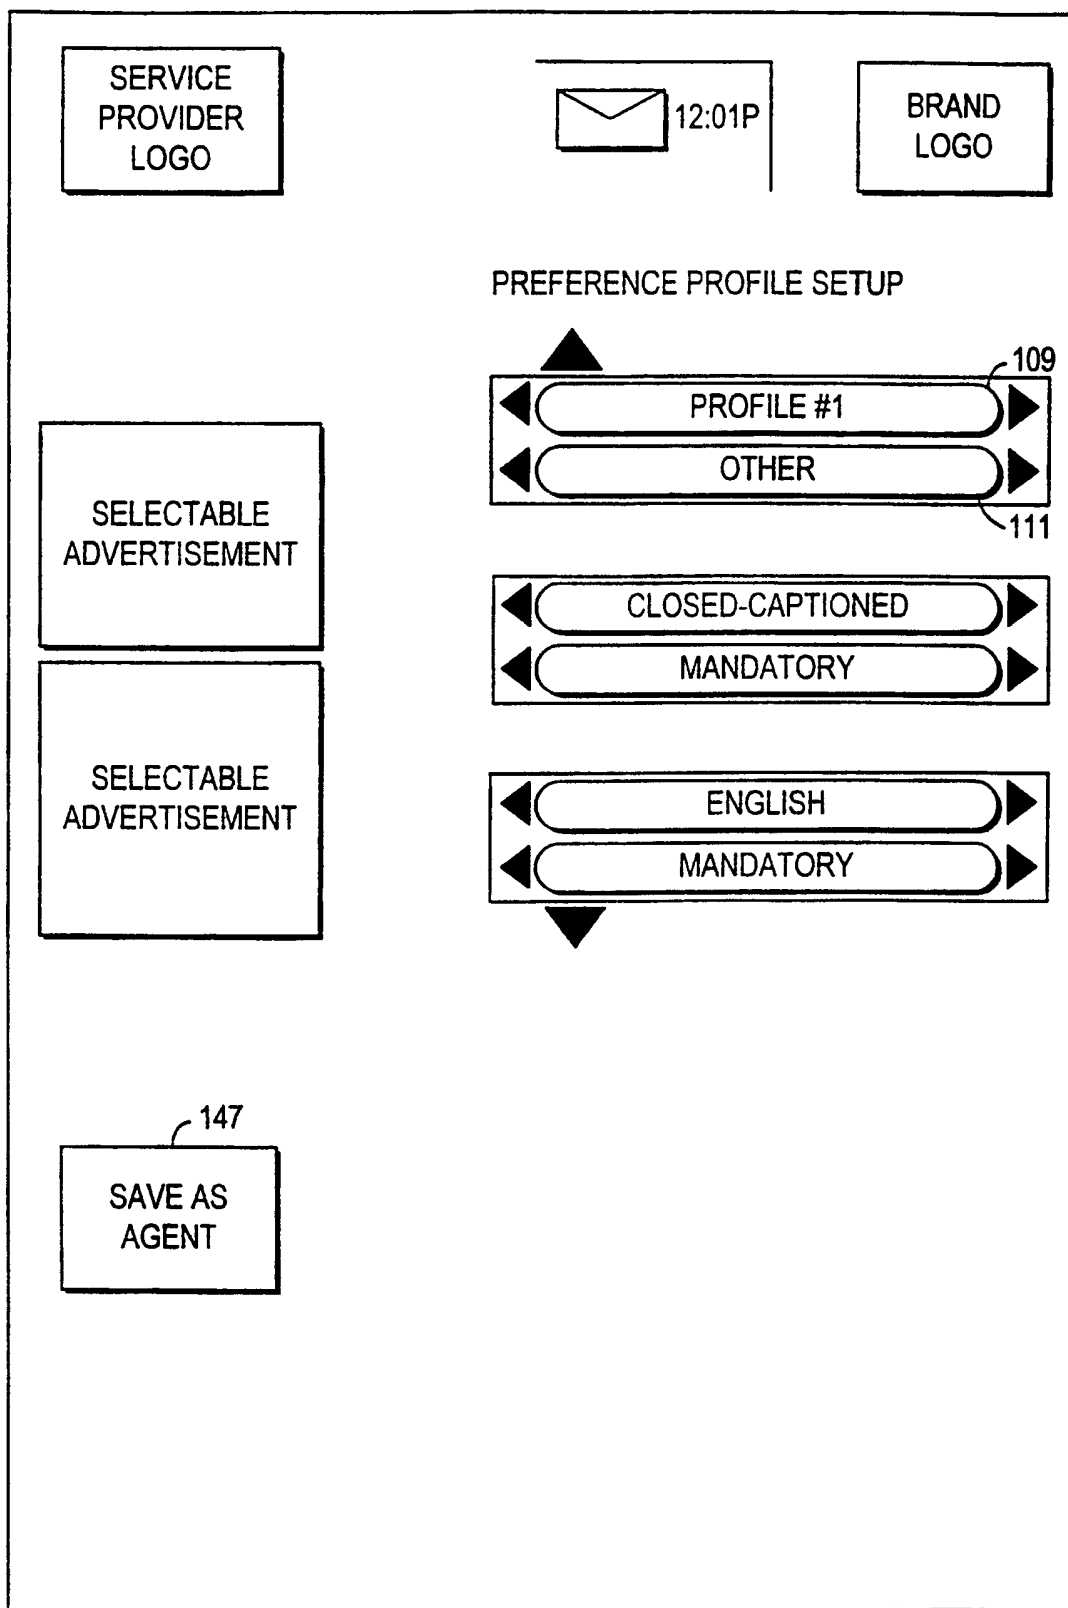 SERVICE
PROVIDER
LOGO
12:01P
BRAND
LOGO
PREFERENCE PROFILE SETUP
109
PROFILE #1
OTHER
111
SELECTABLE
ADVERTISEMENT
CLOSED-CAPTIONED
MANDATORY
SELECTABLE
ADVERTISEMENT
ENGLISH
MANDATORY
147
SAVE AS
AGENT